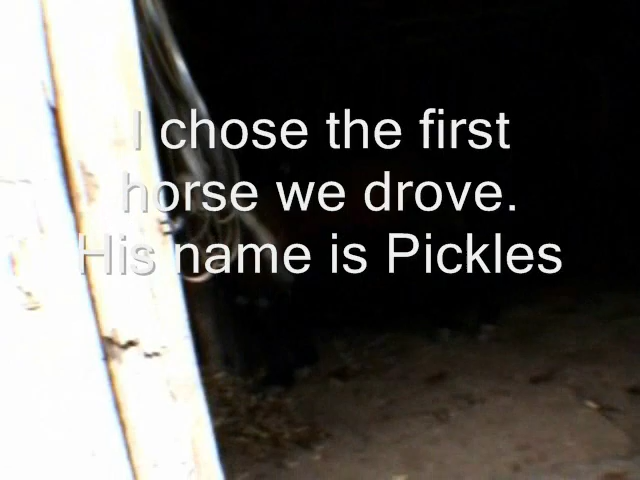 I chose the first
horse we drove.
His name is Pickles